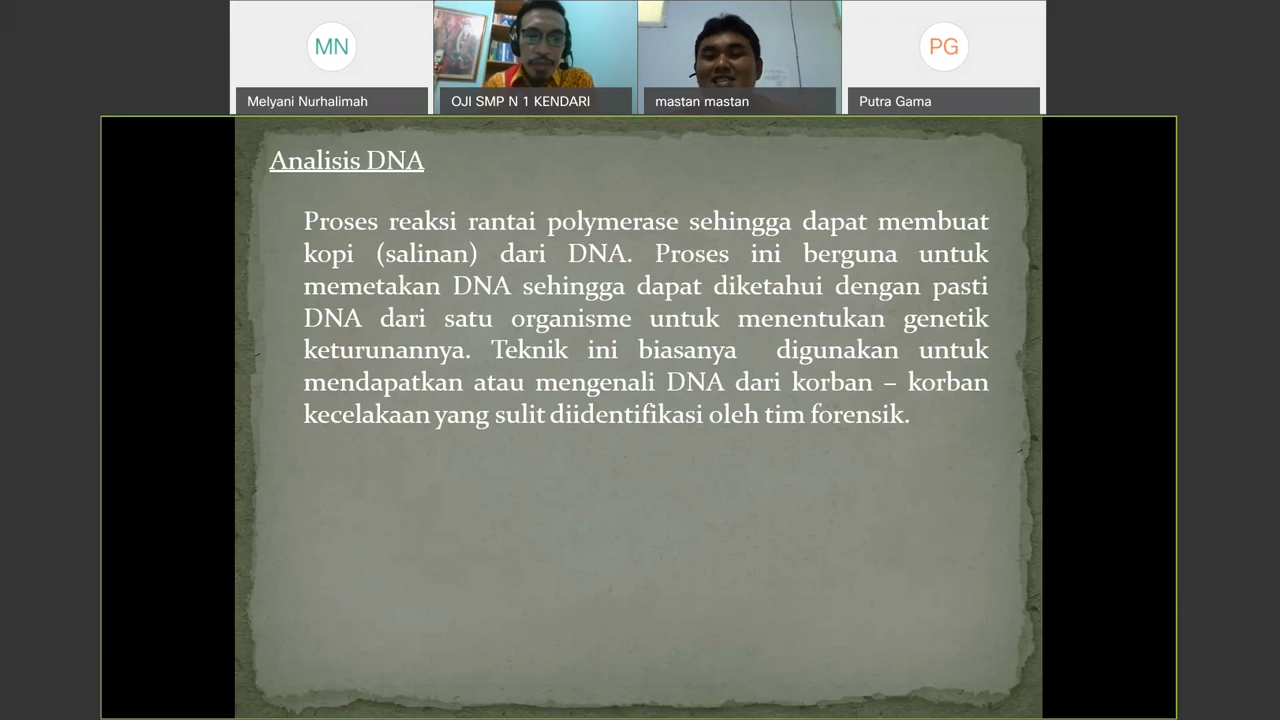 MN
PG
Melyani Nurhalimah
OJI SMP N 1 KENDARI
mastan mastan
Putra Gama
Analisis DNA
Proses reaksi rantai polymerase sehingga dapat membuat
kopi (salinan) dari DNA. Proses ini berguna untuk
memetakan DNA sehingga dapat diketahui dengan pasti
DNA dari satu organisme untuk menentukan genetik
keturunannya. Teknik ini biasanya digunakan untuk
mendapatkan atau mengenali DNA dari korban – korban
kecelakaan yang sulit diidentifikasi oleh tim forensik.